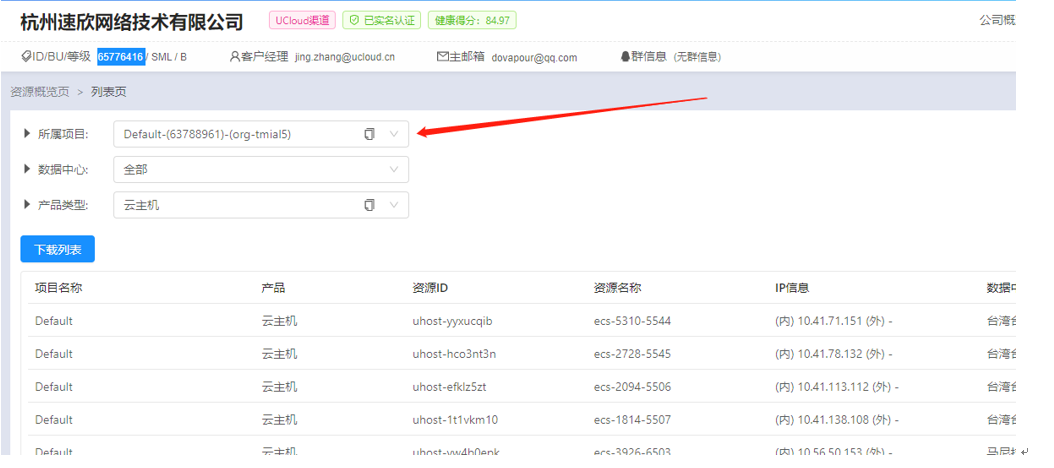 杭州速欣网络技术有限公司 UCloud渠道 已实名认证 健康得分：84.97 公司概
ID/BU/等级 65776416 / SML / B 客户经理 jing.zhang@ucloud.cn 主邮箱 dovapour@qq.com 群信息 (无群信息)
资源概览页 > 列表页
所属项目: Default-(63788961)-(org-tmial5)
数据中心: 全部
产品类型: 云主机
下载列表
项目名称 产品 资源ID 资源名称 IP信息 数据中
Default 云主机 uhost-yyxucqib ecs-5310-5544 (内) 10.41.71.151 (外) - 台湾台
Default 云主机 uhost-hco3nt3n ecs-2728-5545 (内) 10.41.78.132 (外) - 台湾台
Default 云主机 uhost-efklz5zt ecs-2094-5506 (内) 10.41.113.112 (外) - 台湾台
Default 云主机 uhost-1t1vkm10 ecs-1814-5507 (内) 10.41.138.108 (外) - 台湾台
Default 云主机 uhost-vw4b0epk ecs-3926-6503 (内) 10.56.50.153 (外) - 马尼拉